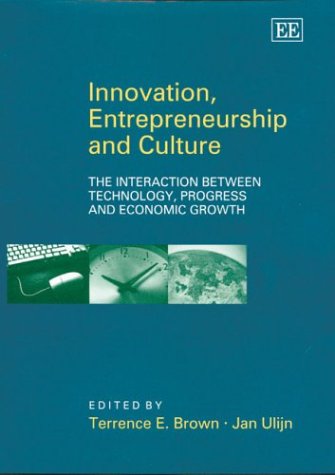 EE
Innovation,
Entrepreneurship
and Culture
THE INTERACTION BETWEEN
TECHNOLOGY, PROGRESS
AND ECONOMIC GROWTH
EDITED BY
Terrence E. Brown · Jan Ulijn